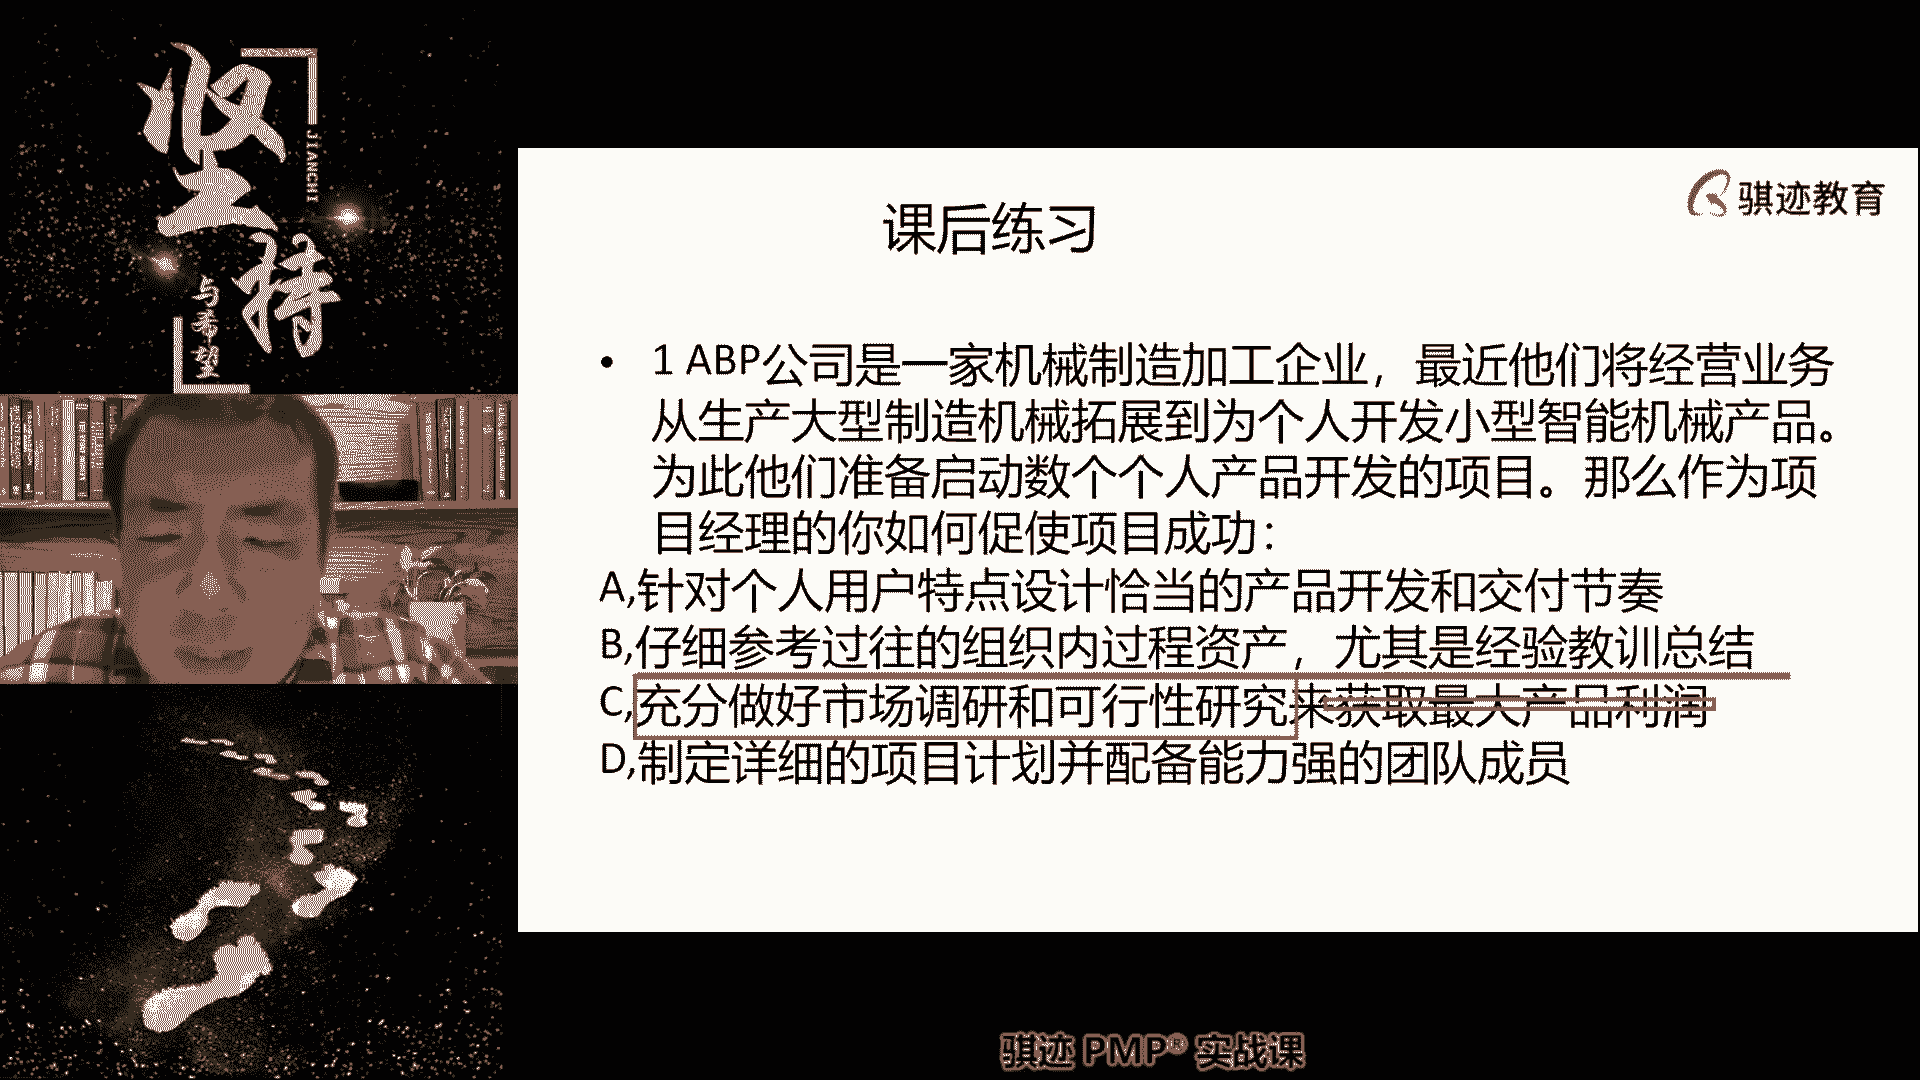 坚持
JIANCHI
与希望
骐迹教育
课后练习
• 1 ABP公司是一家机械制造加工企业，最近他们将经营业务
从生产大型制造机械拓展到为个人开发小型智能机械产品。
为此他们准备启动数个个人产品开发的项目。那么作为项
目经理的你如何促使项目成功：
A,针对个人用户特点设计恰当的产品开发和交付节奏
B,仔细参考过往的组织内过程资产，尤其是经验教训总结
C,充分做好市场调研和可行性研究来获取最大产品利润
D,制定详细的项目计划并配备能力强的团队成员
骐迹 PMP® 实战课